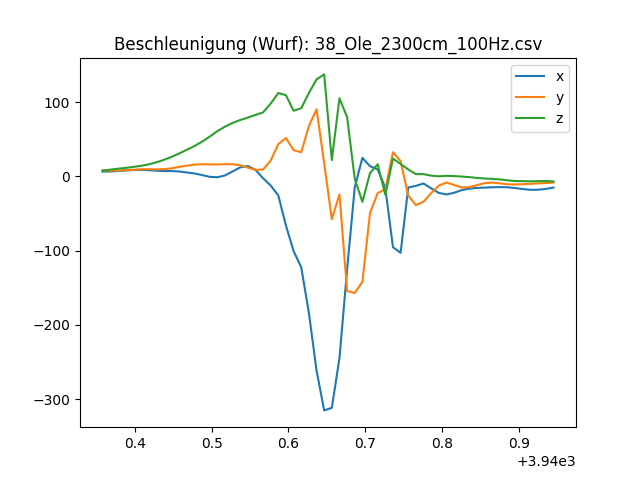 Beschleunigung (Wurf): 38_Ole_2300cm_100Hz.csv
x
y
z
100
0
−100
−200
−300
0.4 0.5 0.6 0.7 0.8 0.9
+3.94e3